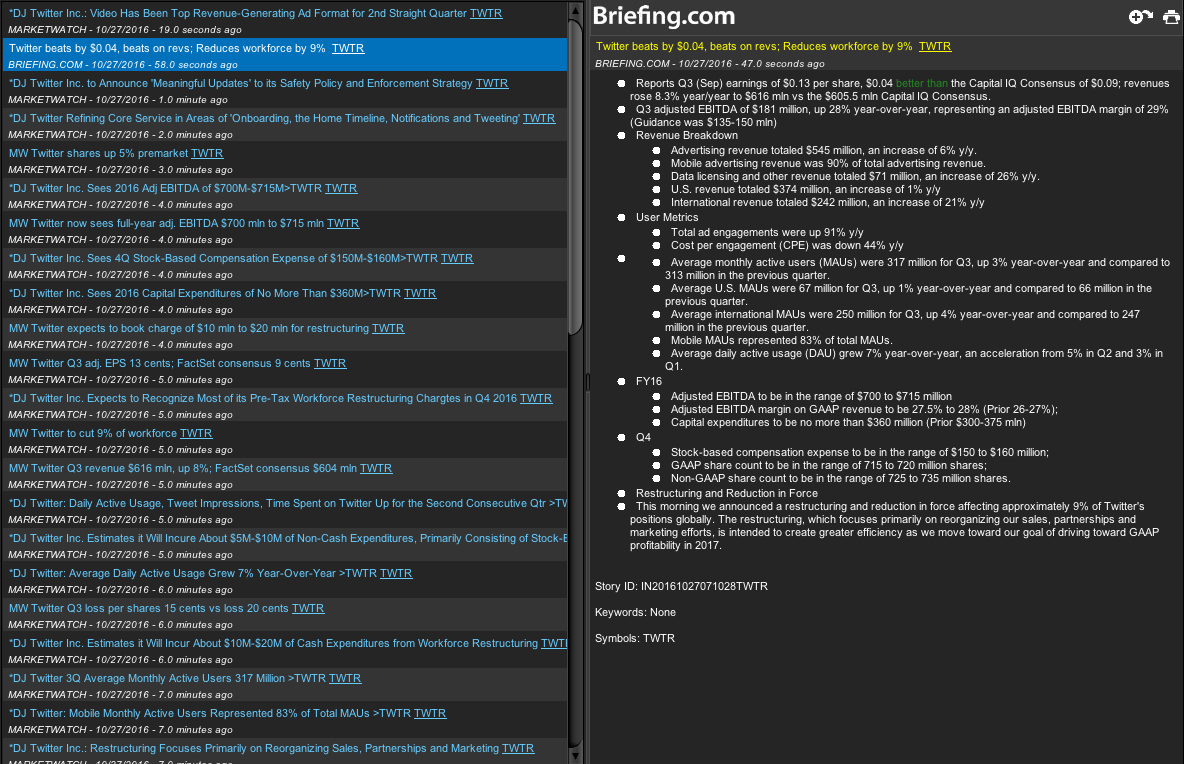 *DJ Twitter Inc.: Video Has Been Top Revenue-Generating Ad Format for 2nd Straight Quarter TWTR
MARKETWATCH - 10/27/2016 - 19.0 seconds ago
Twitter beats by $0.04, beats on revs; Reduces workforce by 9% TWTR
BRIEFING.COM - 10/27/2016 - 58.0 seconds ago
*DJ Twitter Inc. to Announce 'Meaningful Updates' to its Safety Policy and Enforcement Strategy TWTR
MARKETWATCH - 10/27/2016 - 1.0 minute ago
*DJ Twitter Refining Core Service in Areas of 'Onboarding, the Home Timeline, Notifications and Tweeting' TWTR
MARKETWATCH - 10/27/2016 - 2.0 minutes ago
MW Twitter shares up 5% premarket TWTR
MARKETWATCH - 10/27/2016 - 3.0 minutes ago
*DJ Twitter Inc. Sees 2016 Adj EBITDA of $700M-$715M>TWTR TWTR
MARKETWATCH - 10/27/2016 - 4.0 minutes ago
MW Twitter now sees full-year adj. EBITDA $700 mln to $715 mln TWTR
MARKETWATCH - 10/27/2016 - 4.0 minutes ago
*DJ Twitter Inc. Sees 4Q Stock-Based Compensation Expense of $150M-$160M>TWTR TWTR
MARKETWATCH - 10/27/2016 - 4.0 minutes ago
*DJ Twitter Inc. Sees 2016 Capital Expenditures of No More Than $360M>TWTR TWTR
MARKETWATCH - 10/27/2016 - 4.0 minutes ago
MW Twitter expects to book charge of $10 mln to $20 mln for restructuring TWTR
MARKETWATCH - 10/27/2016 - 4.0 minutes ago
MW Twitter Q3 adj. EPS 13 cents; FactSet consensus 9 cents TWTR
MARKETWATCH - 10/27/2016 - 5.0 minutes ago
*DJ Twitter Inc. Expects to Recognize Most of its Pre-Tax Workforce Restructuring Chargtes in Q4 2016 TWTR
MARKETWATCH - 10/27/2016 - 5.0 minutes ago
MW Twitter to cut 9% of workforce TWTR
MARKETWATCH - 10/27/2016 - 5.0 minutes ago
MW Twitter Q3 revenue $616 mln, up 8%; FactSet consensus $604 mln TWTR
MARKETWATCH - 10/27/2016 - 5.0 minutes ago
*DJ Twitter: Daily Active Usage, Tweet Impressions, Time Spent on Twitter Up for the Second Consecutive Qtr >TW
MARKETWATCH - 10/27/2016 - 5.0 minutes ago
*DJ Twitter Inc. Estimates it Will Incure About $5M-$10M of Non-Cash Expenditures, Primarily Consisting of Stock-B
MARKETWATCH - 10/27/2016 - 5.0 minutes ago
*DJ Twitter: Average Daily Active Usage Grew 7% Year-Over-Year >TWTR TWTR
MARKETWATCH - 10/27/2016 - 6.0 minutes ago
MW Twitter Q3 loss per shares 15 cents vs loss 20 cents TWTR
MARKETWATCH - 10/27/2016 - 6.0 minutes ago
*DJ Twitter Inc. Estimates it Will Incur About $10M-$20M of Cash Expenditures from Workforce Restructuring TWT
MARKETWATCH - 10/27/2016 - 6.0 minutes ago
*DJ Twitter 3Q Average Monthly Active Users 317 Million >TWTR TWTR
MARKETWATCH - 10/27/2016 - 7.0 minutes ago
*DJ Twitter: Mobile Monthly Active Users Represented 83% of Total MAUs >TWTR TWTR
MARKETWATCH - 10/27/2016 - 7.0 minutes ago
*DJ Twitter Inc.: Restructuring Focuses Primarily on Reorganizing Sales, Partnerships and Marketing TWTR
MARKETWATCH - 10/27/2016 - 7.0 minutes ago
Briefing.com
Twitter beats by $0.04, beats on revs; Reduces workforce by 9% TWTR
BRIEFING.COM - 10/27/2016 - 47.0 seconds ago
Reports Q3 (Sep) earnings of $0.13 per share, $0.04 better than the Capital IQ Consensus of $0.09; revenues
rose 8.3% year/year to $616 mln vs the $605.5 mln Capital IQ Consensus.
Q3 adjusted EBITDA of $181 million, up 28% year-over-year, representing an adjusted EBITDA margin of 29%
(Guidance was $135-150 mln)
Revenue Breakdown
Advertising revenue totaled $545 million, an increase of 6% y/y.
Mobile advertising revenue was 90% of total advertising revenue.
Data licensing and other revenue totaled $71 million, an increase of 26% y/y.
U.S. revenue totaled $374 million, an increase of 1% y/y
International revenue totaled $242 million, an increase of 21% y/y
User Metrics
Total ad engagements were up 91% y/y
Cost per engagement (CPE) was down 44% y/y
Average monthly active users (MAUs) were 317 million for Q3, up 3% year-over-year and compared to
313 million in the previous quarter.
Average U.S. MAUs were 67 million for Q3, up 1% year-over-year and compared to 66 million in the
previous quarter.
Average international MAUs were 250 million for Q3, up 4% year-over-year and compared to 247
million in the previous quarter.
Mobile MAUs represented 83% of total MAUs.
Average daily active usage (DAU) grew 7% year-over-year, an acceleration from 5% in Q2 and 3% in
Q1.
FY16
Adjusted EBITDA to be in the range of $700 to $715 million
Adjusted EBITDA margin on GAAP revenue to be 27.5% to 28% (Prior 26-27%);
Capital expenditures to be no more than $360 million (Prior $300-375 mln)
Q4
Stock-based compensation expense to be in the range of $150 to $160 million;
GAAP share count to be in the range of 715 to 720 million shares;
Non-GAAP share count to be in the range of 725 to 735 million shares.
Restructuring and Reduction in Force
This morning we announced a restructuring and reduction in force affecting approximately 9% of Twitter's
positions globally. The restructuring, which focuses primarily on reorganizing our sales, partnerships and
marketing efforts, is intended to create greater efficiency as we move toward our goal of driving toward GAAP
profitability in 2017.
Story ID: IN20161027071028TWTR
Keywords: None
Symbols: TWTR